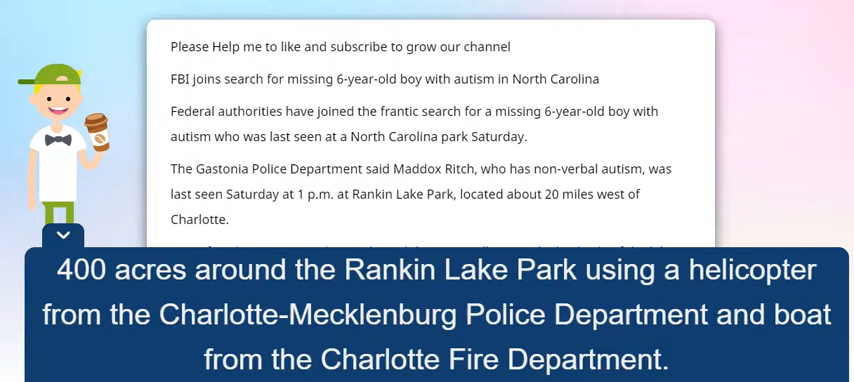 Please Help me to like and subscribe to grow our channel
FBI joins search for missing 6-year-old boy with autism in North Carolina
Federal authorities have joined the frantic search for a missing 6-year-old boy with
autism who was last seen at a North Carolina park Saturday.
The Gastonia Police Department said Maddox Ritch, who has non-verbal autism, was
last seen Saturday at 1 p.m. at Rankin Lake Park, located about 20 miles west of
Charlotte.
400 acres around the Rankin Lake Park using a helicopter
from the Charlotte-Mecklenburg Police Department and boat
from the Charlotte Fire Department.